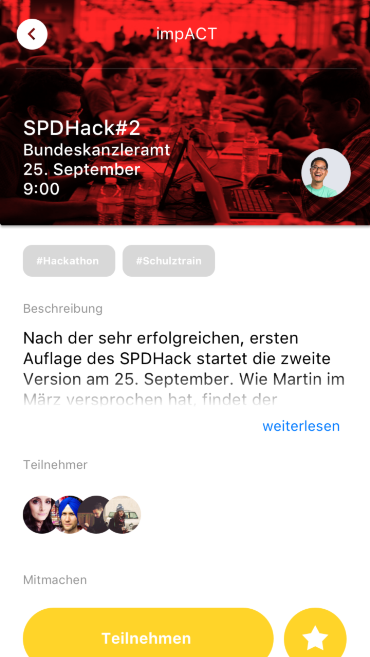 impACT
SPDHack#2
Bundeskanzleramt
25. September
9:00
#Hackathon
#Schulztrain
Beschreibung
Nach der sehr erfolgreichen, ersten
Auflage des SPDHack startet die zweite
Version am 25. September. Wie Martin im
März versprochen hat, findet der
weiterlesen
Teilnehmer
Mitmachen
Teilnehmen